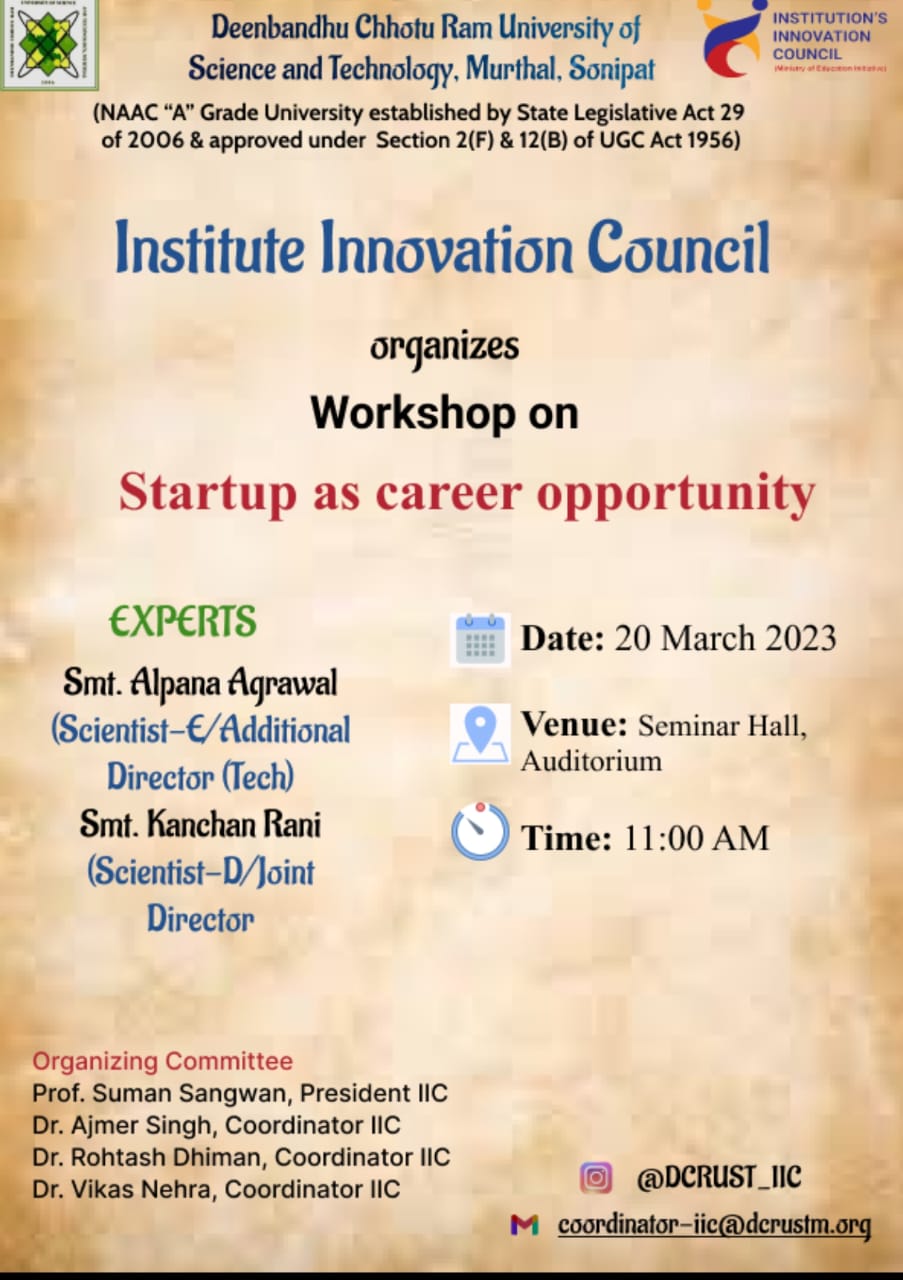 Deenbandhu Chhotu Ram University of
Science and Technology, Murthal, Sonipat
INSTITUTION'S
INNOVATION
COUNCIL
(Ministry of Education Initiative)
(NAAC “A” Grade University established by State Legislative Act 29
of 2006 & approved under Section 2(F) & 12(B) of UGC Act 1956)
Institute Innovation Council
organizes
Workshop on
Startup as career opportunity
EXPERTS
Smt. Alpana Agrawal
(Scientist-E/Additional
Director (Tech)
Smt. Kanchan Rani
(Scientist-D/Joint
Director
Date: 20 March 2023
Venue: Seminar Hall,
Auditorium
Time: 11:00 AM
Organizing Committee
Prof. Suman Sangwan, President IIC
Dr. Ajmer Singh, Coordinator IIC
Dr. Rohtash Dhiman, Coordinator IIC
Dr. Vikas Nehra, Coordinator IIC
@DCRUST_IIC
coordinator-iic@dcrustm.org